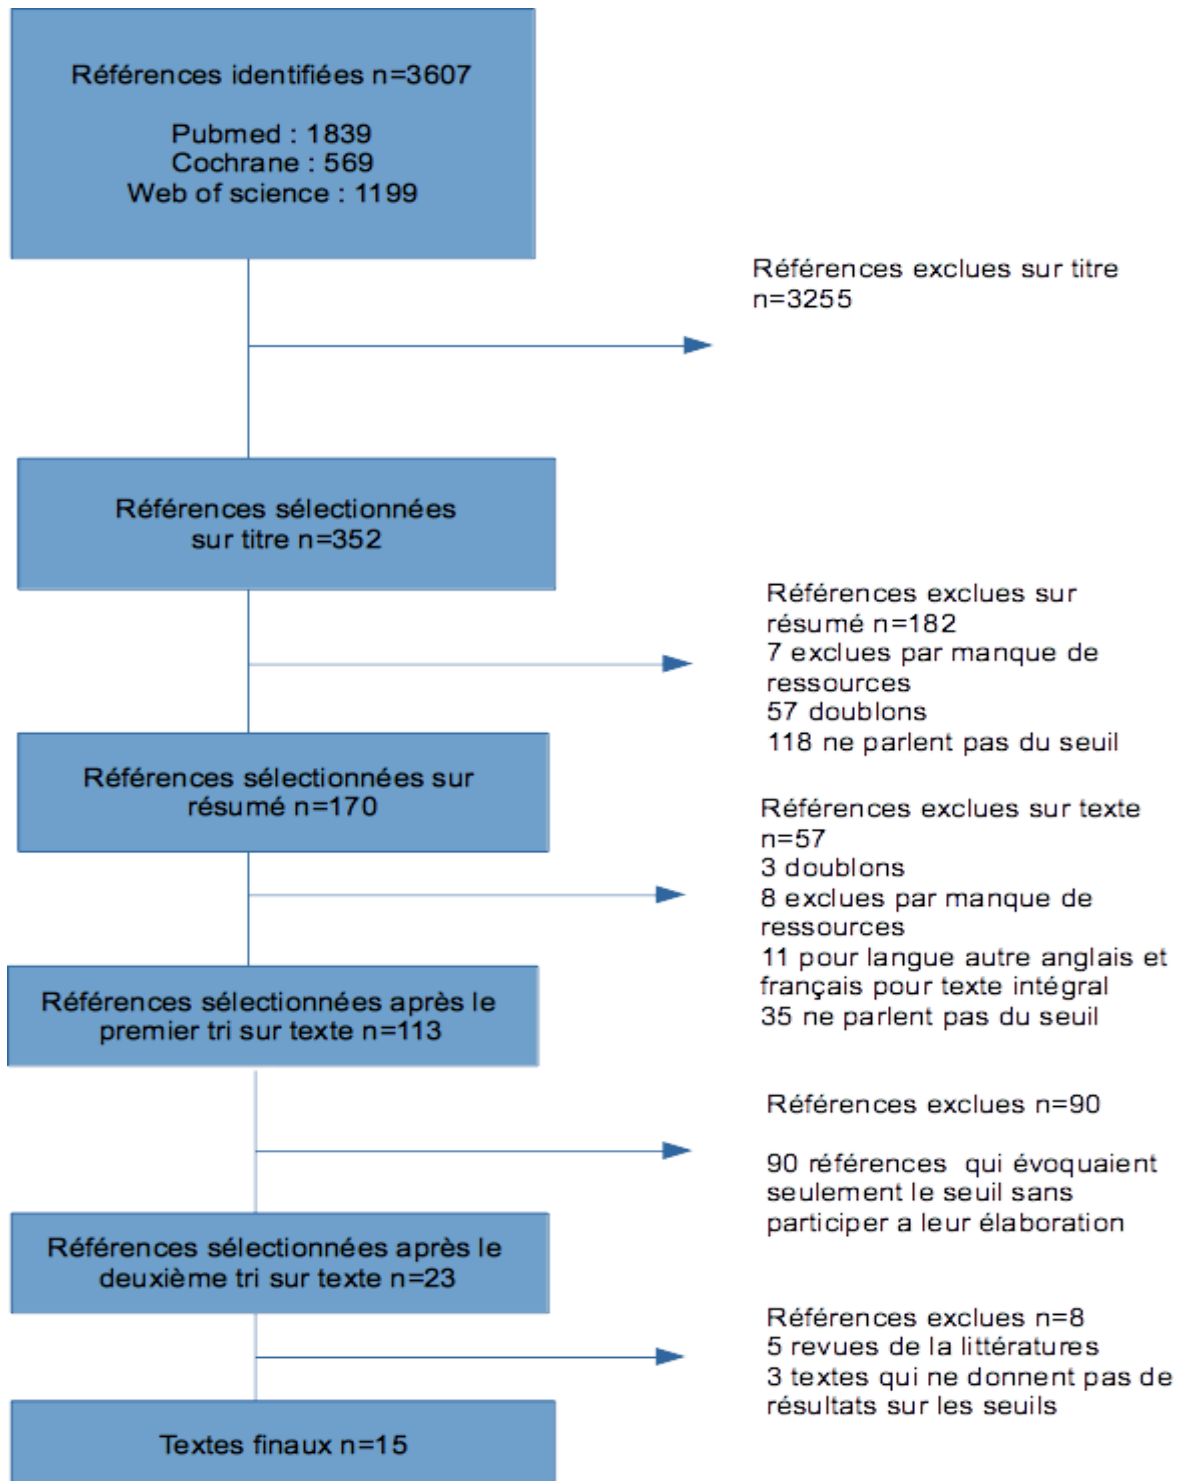 Références identifiées n=3607
Pubmed : 1839
Cochrane : 569
Web of science : 1199
Références exclues sur titre
n=3255
Références sélectionnées
sur titre n=352
Références exclues sur
résumé n=182
7 exclues par manque de
ressources
57 doublons
118 ne parlent pas du seuil
Références sélectionnées sur
résumé n=170
Références exclues sur texte
n=57
3 doublons
8 exclues par manque de
ressources
11 pour langue autre anglais et
français pour texte intégral
35 ne parlent pas du seuil
Références sélectionnées après le
premier tri sur texte n=113
Références exclues n=90
90 références  qui évoquaient
seulement le seuil sans
participer a leur élaboration
Références sélectionnées après le
deuxième tri sur texte n=23
Références exclues n=8
5 revues de la littératures
3 textes qui ne donnent pas de
résultats sur les seuils
Textes finaux n=15